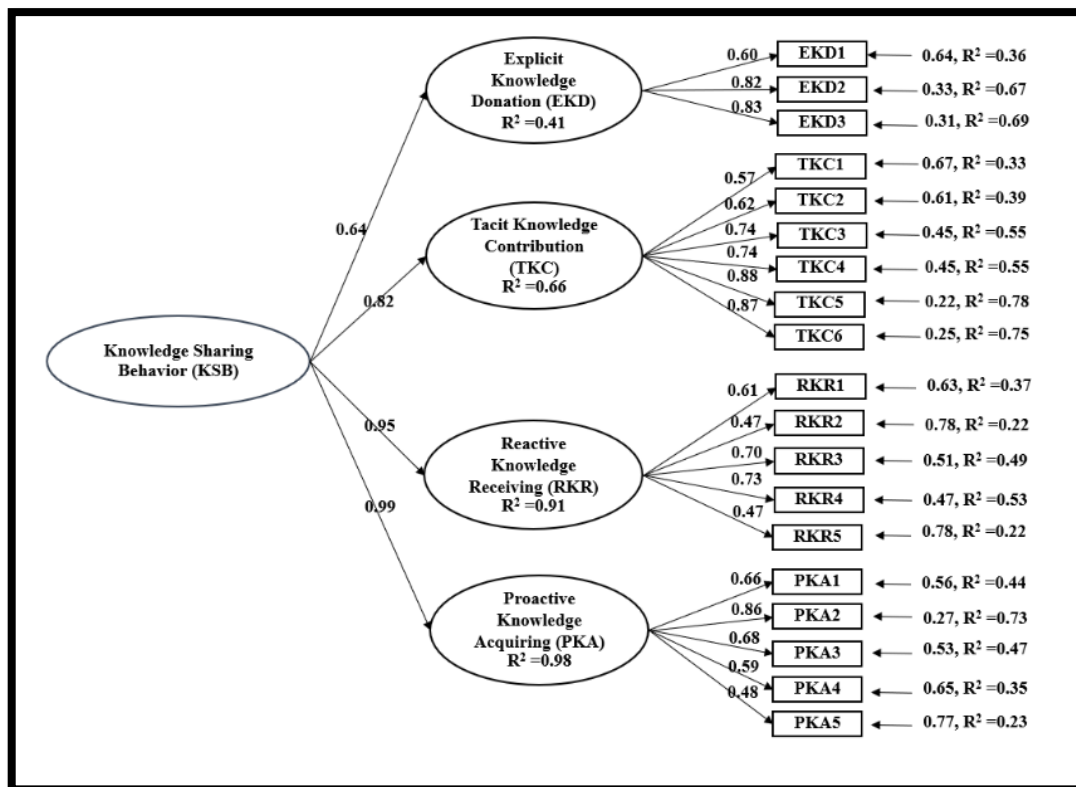 Knowledge Sharing
Behavior (KSB)
0.64
0.82
0.95
0.99
Explicit
Knowledge
Donation (EKD)
R² =0.41
0.60
0.82
0.83
EKD1
0.64, R² =0.36
EKD2
0.33, R² =0.67
EKD3
0.31, R² =0.69
Tacit Knowledge
Contribution
(TKC)
R² =0.66
0.57
0.62
0.74
0.74
0.88
0.87
TKC1
0.67, R² =0.33
TKC2
0.61, R² =0.39
TKC3
0.45, R² =0.55
TKC4
0.45, R² =0.55
TKC5
0.22, R² =0.78
TKC6
0.25, R² =0.75
Reactive
Knowledge
Receiving (RKR)
R² =0.91
0.61
0.47
0.70
0.73
0.47
RKR1
0.63, R² =0.37
RKR2
0.78, R² =0.22
RKR3
0.51, R² =0.49
RKR4
0.47, R² =0.53
RKR5
0.78, R² =0.22
Proactive
Knowledge
Acquiring (PKA)
R² =0.98
0.66
0.86
0.68
0.59
0.48
PKA1
0.56, R² =0.44
PKA2
0.27, R² =0.73
PKA3
0.53, R² =0.47
PKA4
0.65, R² =0.35
PKA5
0.77, R² =0.23